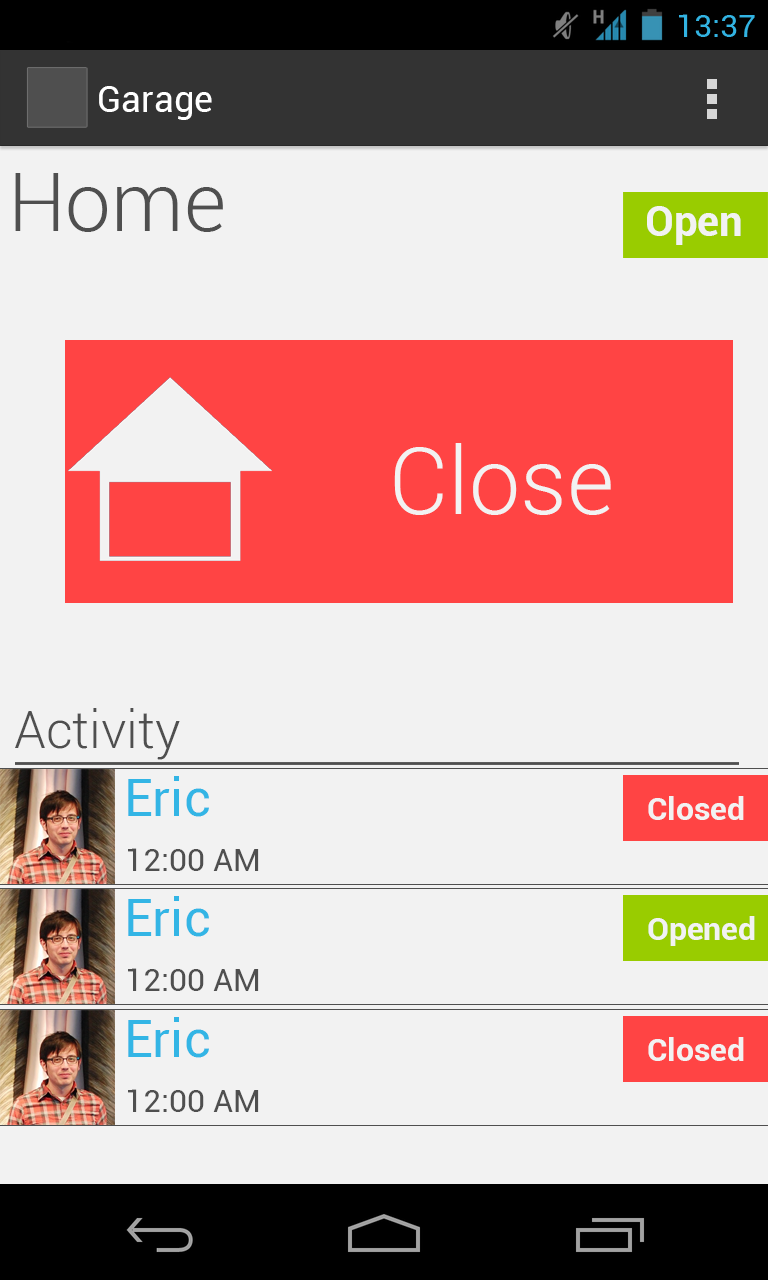 H
13:37
Garage
Home
Open
Close
Activity
Eric
Closed
12:00 AM
Eric
Opened
12:00 AM
Eric
Closed
12:00 AM